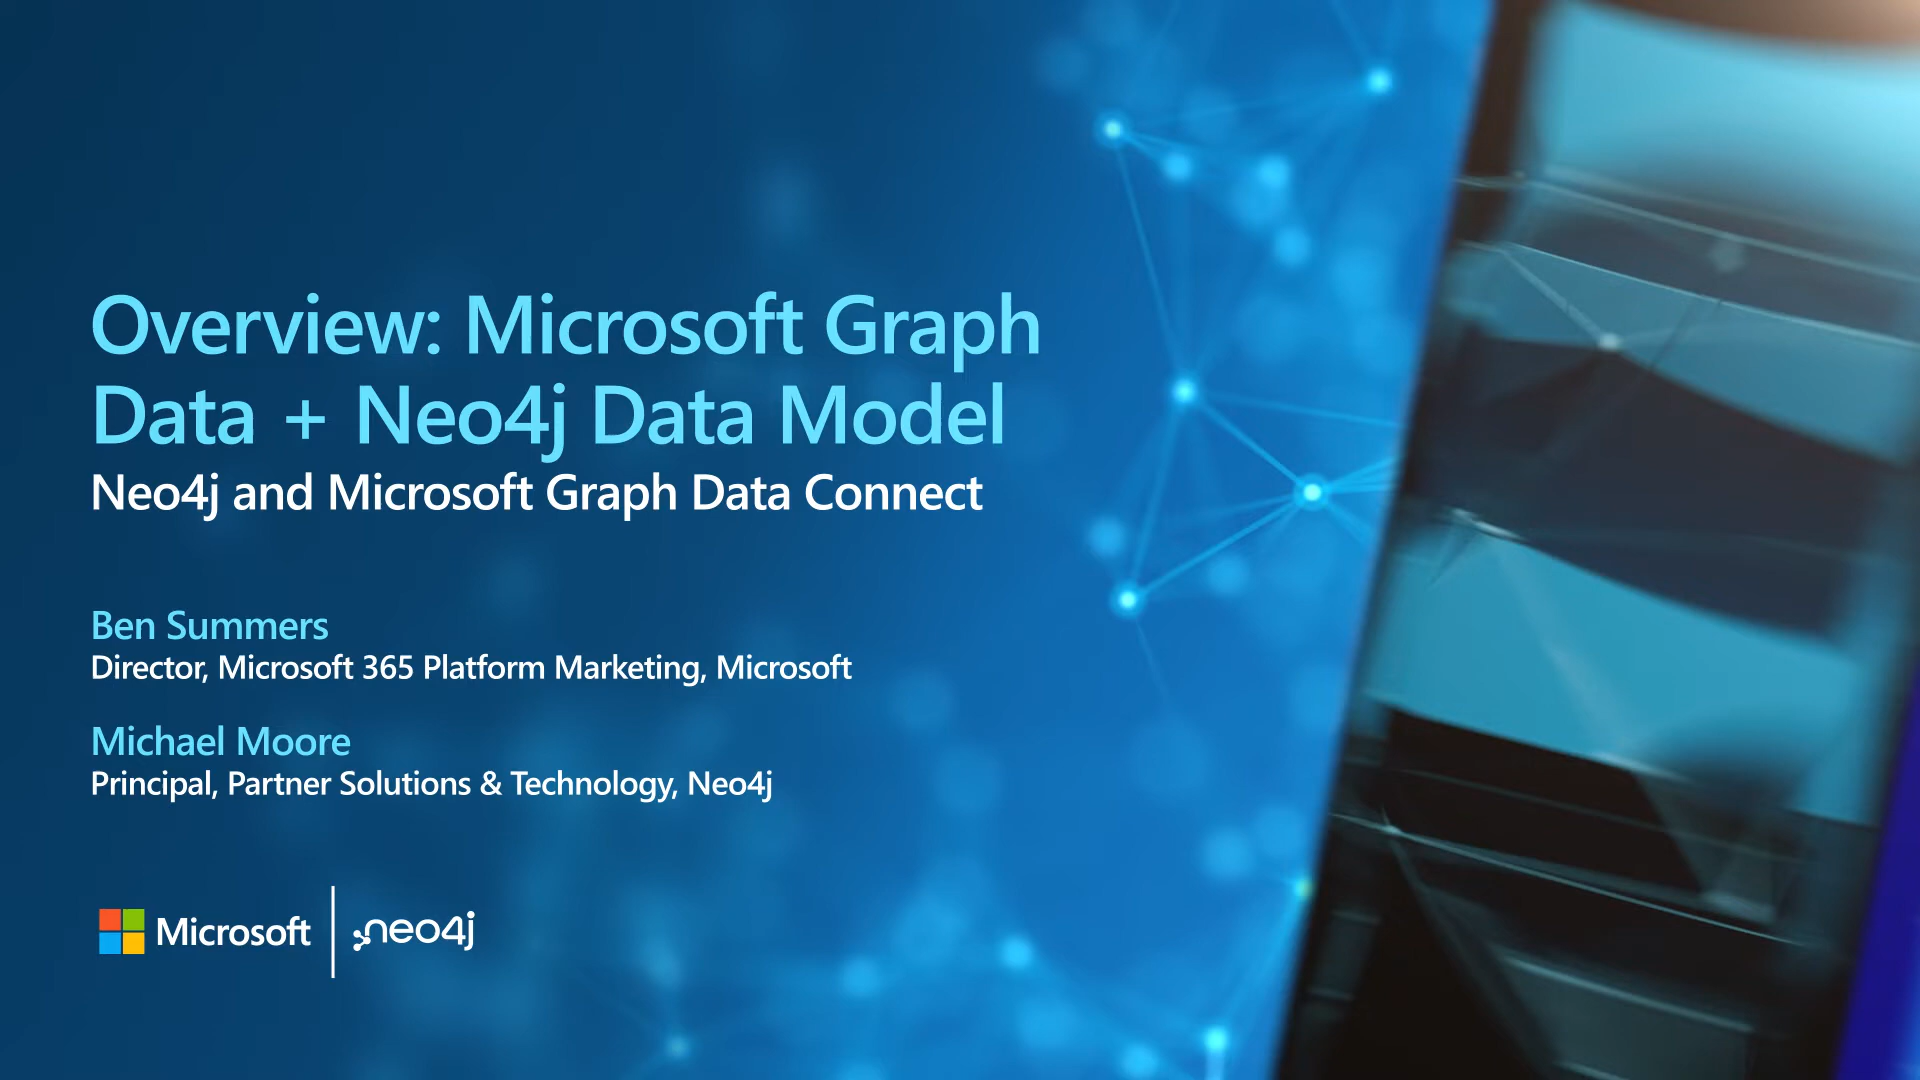 Overview: Microsoft Graph
Data + Neo4j Data Model
Neo4j and Microsoft Graph Data Connect
Ben Summers
Director, Microsoft 365 Platform Marketing, Microsoft
Michael Moore
Principal, Partner Solutions & Technology, Neo4j
Microsoft
neo4j